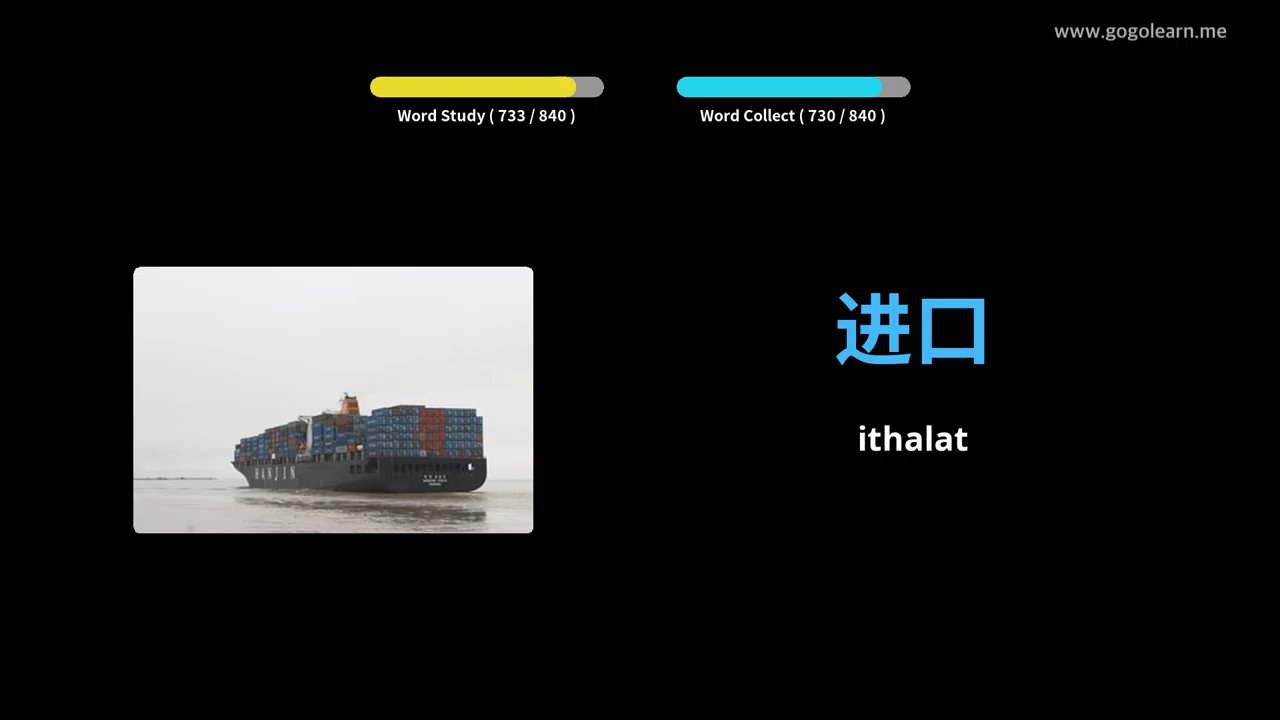 www.gogolearn.me
Word Study ( 733 / 840 )
Word Collect ( 730 / 840 )
进口
ithalat
HANJIN